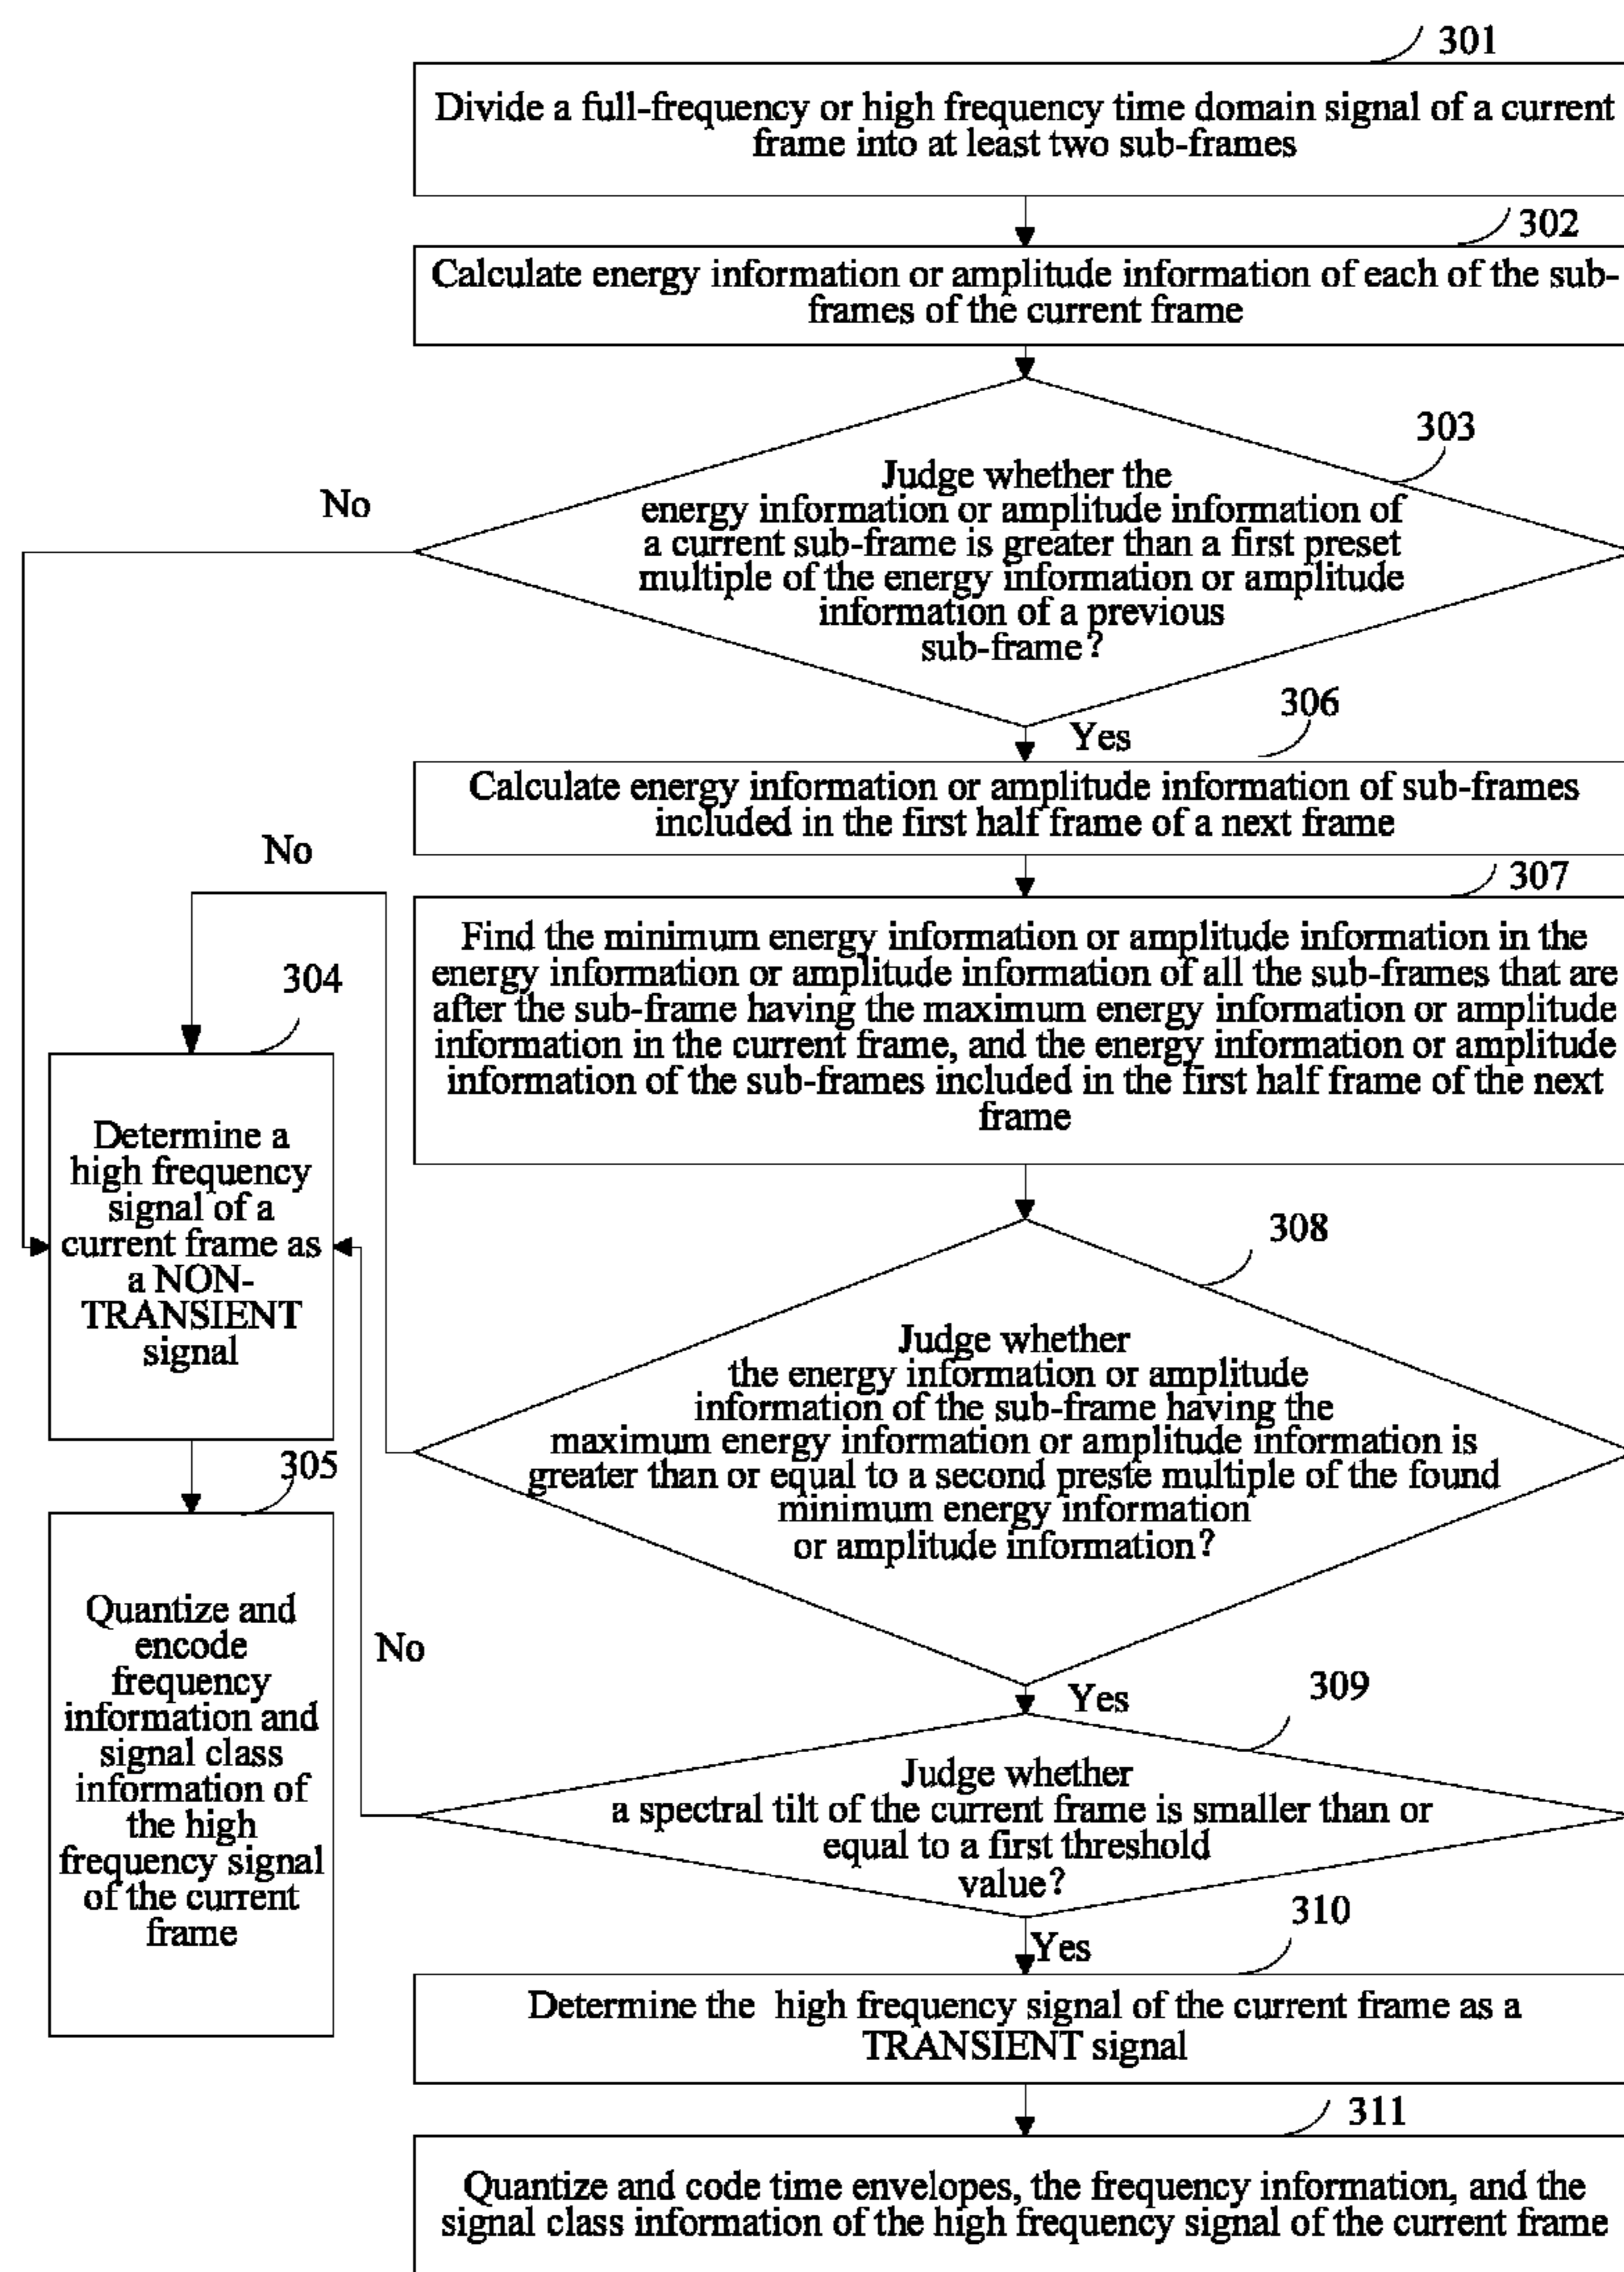 301
Divide a full-frequency or high frequency time domain signal of a current
frame into at least two sub-frames
302
Calculate energy information or amplitude information of each of the sub-
frames of the current frame
303
Judge whether the
energy information or amplitude information of
a current sub-frame is greater than a first preset
multiple of the energy information or amplitude
information of a previous
sub-frame?
No
Yes
306
Calculate energy information or amplitude information of sub-frames
included in the first half frame of a next frame
No
307
Find the minimum energy information or amplitude information in the
energy information or amplitude information of all the sub-frames that are
after the sub-frame having the maximum energy information or amplitude
information in the current frame, and the energy information or amplitude
information of the sub-frames included in the first half frame of the next
frame
304
Determine a
high frequency
signal of a
current frame as
a NON-
TRANSIENT
signal
308
Judge whether
the energy information or amplitude
information of the sub-frame having the
maximum energy information or amplitude information is
greater than or equal to a second preste multiple of the found
minimum energy information
or amplitude information?
305
Quantize and
encode
frequency
information and
signal class
information of
the high
frequency signal
of the current
frame
No
Yes
309
Judge whether
a spectral tilt of the current frame is smaller than or
equal to a first threshold
value?
310
Yes
Determine the high frequency signal of the current frame as a
TRANSIENT signal
311
Quantize and code time envelopes, the frequency information, and the
signal class information of the high frequency signal of the current frame